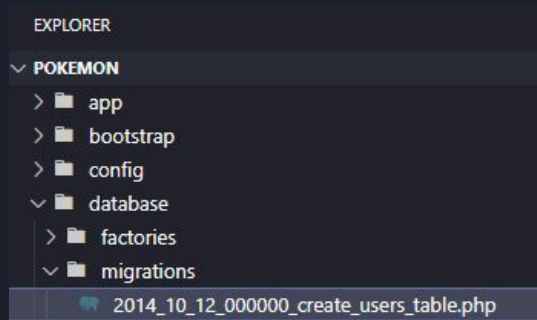 EXPLORER
POKEMON
app
bootstrap
config
database
factories
migrations
2014_10_12_000000_create_users_table.php